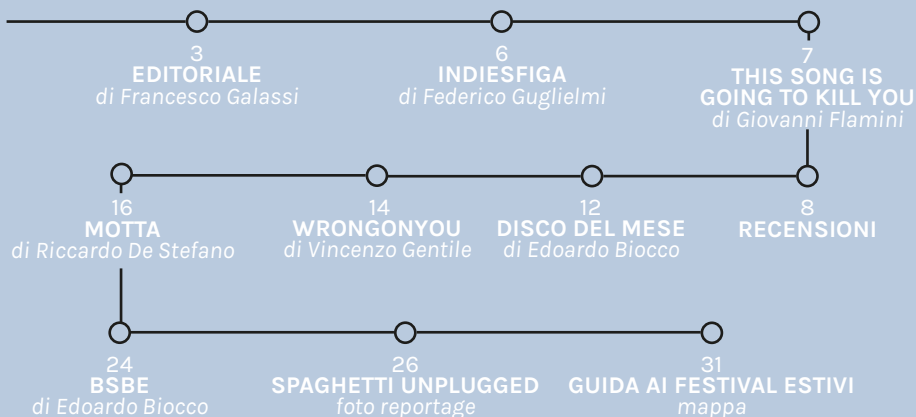 3
EDITORIALE
di Francesco Galassi
6
INDIESFIGA
di Federico Guglielmi
7
THIS SONG IS
GOING TO KILL YOU
di Giovanni Flamini
8
RECENSIONI
12
DISCO DEL MESE
di Edoardo Biocco
14
WRONGONYOU
di Vincenzo Gentile
16
MOTTA
di Riccardo De Stefano
24
BSBE
di Edoardo Biocco
26
SPAGHETTI UNPLUGGED
foto reportage
31
GUIDA AI FESTIVAL ESTIVI
mappa